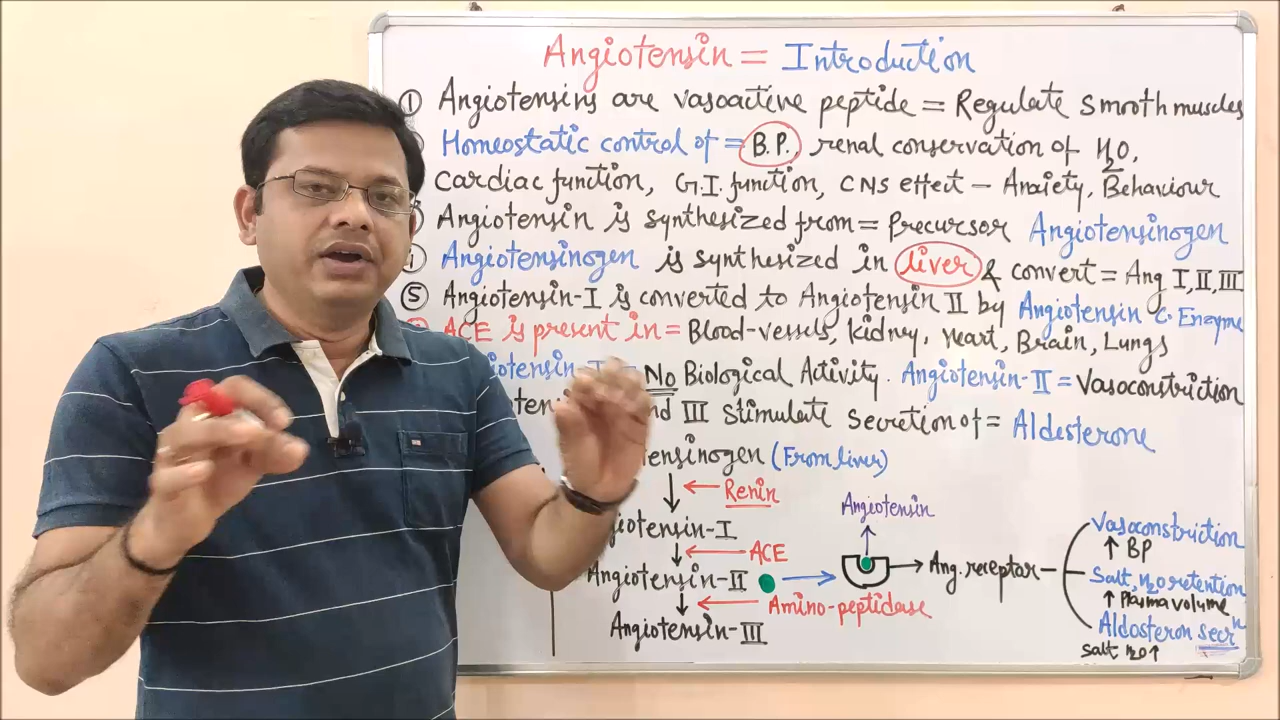 Angiotensin = Introduction
① Angiotensins are vasoactive peptide = Regulate Smooth muscles
Homeostatic control of = B.P. renal conservation of H2O,
Cardiac function, G.I. function, CNS effect - Anxiety, Behaviour
Angiotensin is synthesized from = Precursor Angiotensinogen
Angiotensinogen is synthesized in liver & convert = Ang I, II, III
⑤ Angiotensin-I is converted to Angiotensin II by Angiotensin C. Enzyme
ACE is present in = Blood-vessels, Kidney, Heart, Brain, Lungs
No Biological Activity. Angiotensin-II = Vasoconstriction
III Stimulate Secretion of = Aldesterone
(From liver)
Renin
ACE
Angiotensin-II
Amino-peptidase
Angiotensin-III
Angiotensin
Ang. receptor
Vasoconstriction
↑ BP
Salt, H2O retention
↑ Plasma volume
Aldosteron secrⁿ
Salt H2O ↑